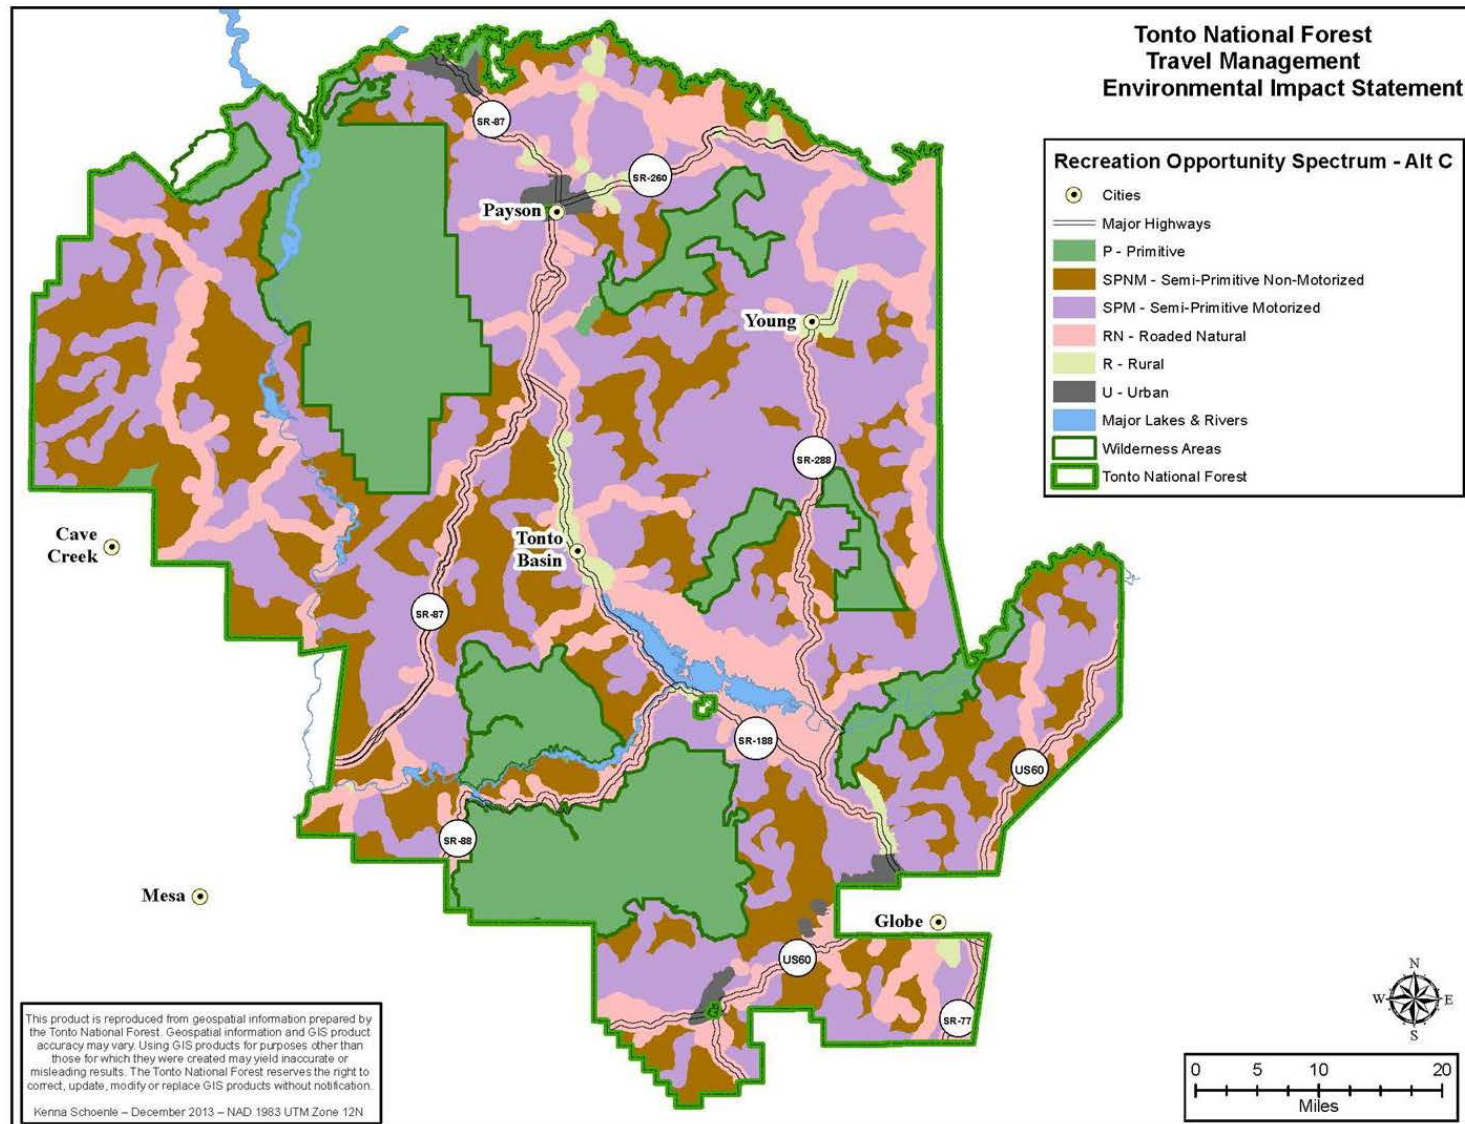 Tonto National Forest
Travel Management
Environmental Impact Statement
Recreation Opportunity Spectrum - Alt C
Cities
Major Highways
P - Primitive
SPNM - Semi-Primitive Non-Motorized
SPM - Semi-Primitive Motorized
RN - Roaded Natural
R - Rural
U - Urban
Major Lakes & Rivers
Wilderness Areas
Tonto National Forest
SR-87
SR-260
Payson
Young
SR-288
Cave
Creek
Tonto
Basin
SR-87
SR-188
US60
SR-88
Mesa
Globe
US60
SR-77
N
W
E
S
0 5 10 20
Miles
This product is reproduced from geospatial information prepared by
the Tonto National Forest. Geospatial information and GIS product
accuracy may vary. Using GIS products for purposes other than
those for which they were created may yield inaccurate or
misleading results. The Tonto National Forest reserves the right to
correct, update, modify or replace GIS products without notification.
Kenna Schoenle – December 2013 – NAD 1983 UTM Zone 12N